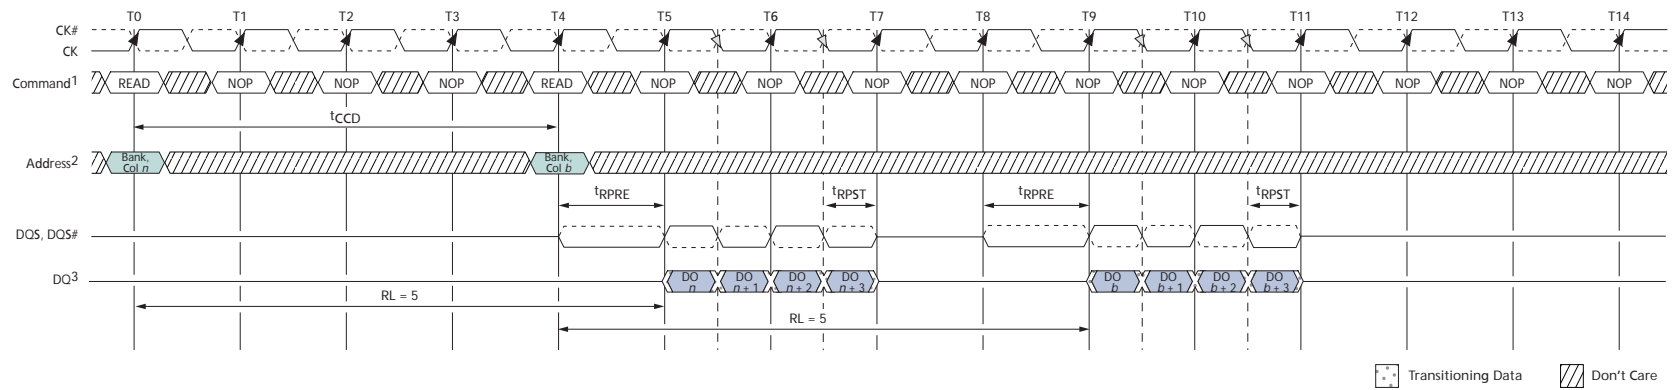 T0 T1 T2 T3 T4 T5 T6 T7 T8 T9 T10 T11 T12 T13 T14
CK#
CK
Command1 READ NOP NOP NOP READ NOP NOP NOP NOP NOP NOP NOP NOP NOP NOP
tCCD
Address2
Bank,
Col n
Bank,
Col b
tRPRE tRPST tRPRE tRPST
DQS, DQS#
DQ3
DO
n
DO
n + 1
DO
n + 2
DO
n + 3
DO
b
DO
b + 1
DO
b + 2
DO
b + 3
RL = 5
RL = 5
Transitioning Data Don't Care